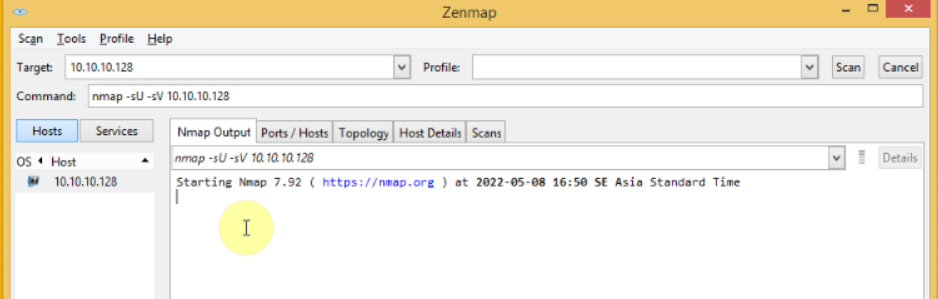 Zenmap
Scan Tools Profile Help
Target: 10.10.10.128 Profile: Scan Cancel
Command: nmap -sU -sV 10.10.10.128
Hosts Services Nmap Output Ports / Hosts Topology Host Details Scans
OS Host nmap -sU -sV 10.10.10.128 Details
10.10.10.128 Starting Nmap 7.92 ( https://nmap.org ) at 2022-05-08 16:50 SE Asia Standard Time